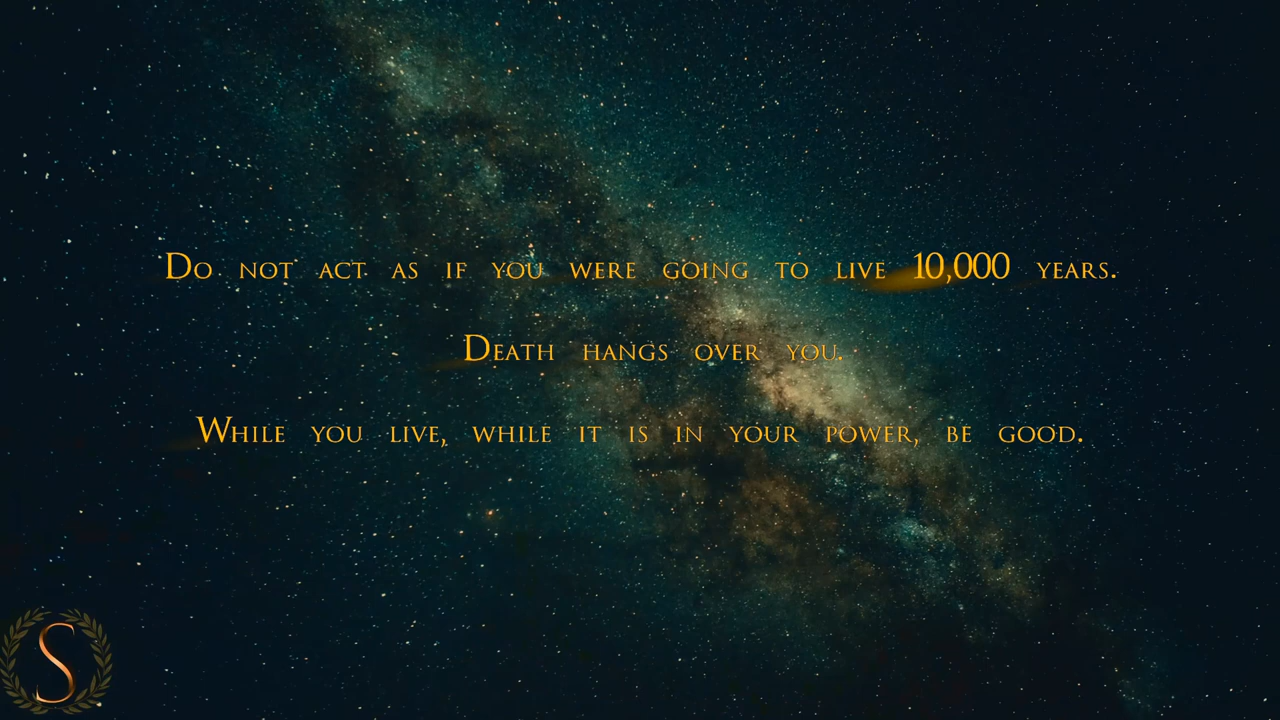 Do not act as if you were going to live 10,000 years.
Death hangs over you.
While you live, while it is in your power, be good.
S